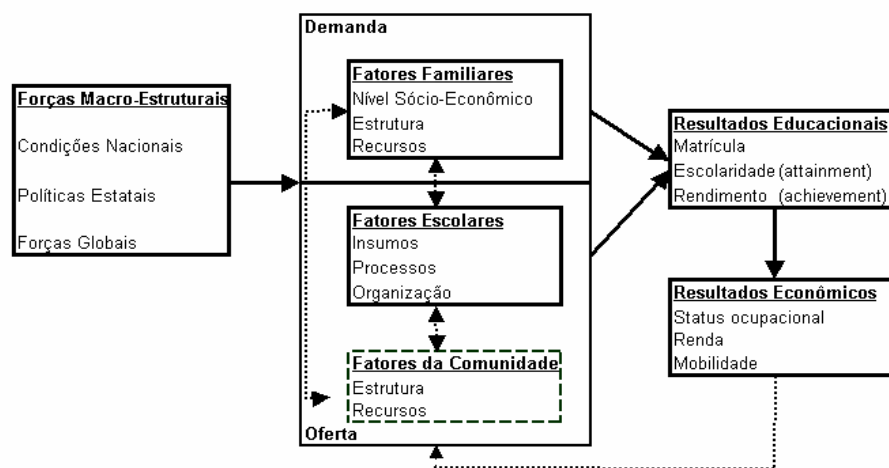 Demanda
Fatores Familiares
Nível Sócio-Econômico
Estrutura
Recursos
Forças Macro-Estruturais
Condições Nacionais
Políticas Estatais
Forças Globais
Fatores Escolares
Insumos
Processos
Organização
Fatores da Comunidade
Estrutura
Recursos
Oferta
Resultados Educacionais
Matrícula
Escolaridade (attainment)
Rendimento (achievement)
Resultados Econômicos
Status ocupacional
Renda
Mobilidade